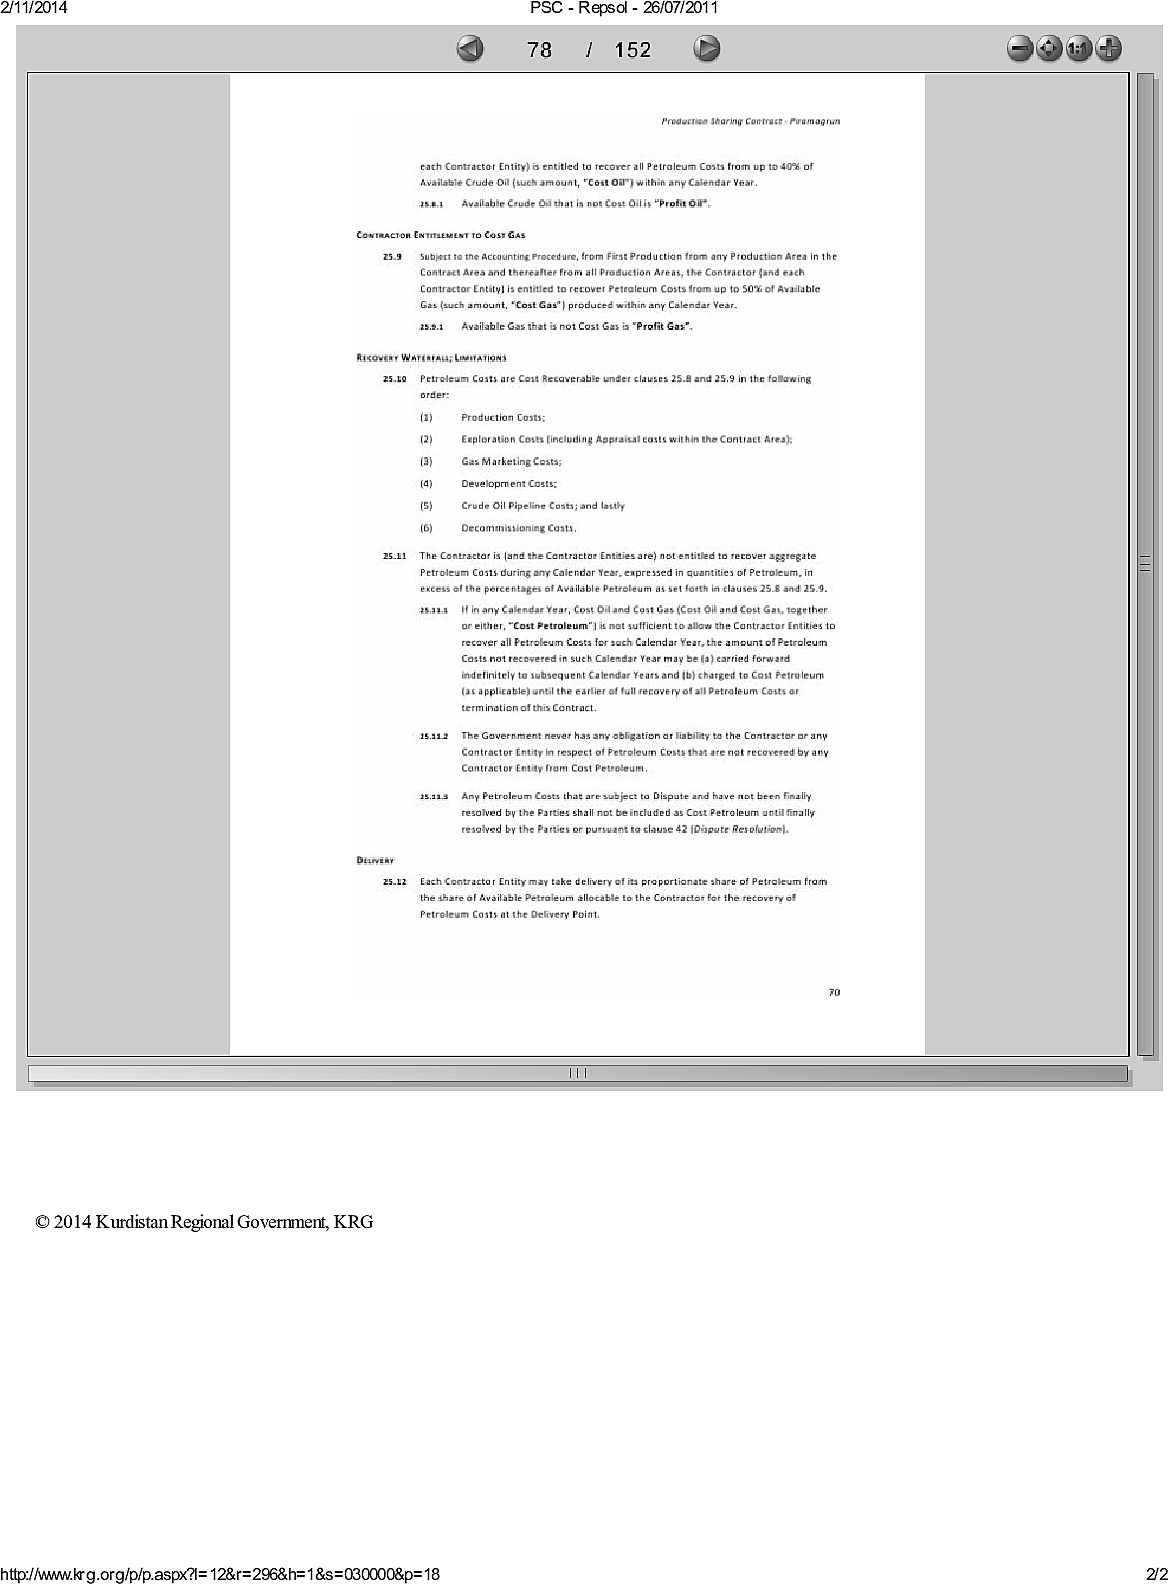 2/11/2014 PSC - Repsol - 26/07/2011
78 / 152
1:1
Production Sharing Contract - Piramagrun
each Contractor Entity) is entitled to recover all Petroleum Costs from up to 40% of
Available Crude Oil (such amount, "Cost Oil") within any Calendar Year.
25.8.1 Available Crude Oil that is not Cost Oil is "Profit Oil".
CONTRACTOR ENTITLEMENT TO COST GAS
25.9 Subject to the Accounting Procedure, from First Production from any Production Area in the
Contract Area and thereafter from all Production Areas, the Contractor (and each
Contractor Entity) is entitled to recover Petroleum Costs from up to 50% of Available
Gas (such amount, "Cost Gas") produced within any Calendar Year.
25.9.1 Available Gas that is not Cost Gas is "Profit Gas".
RECOVERY WATERFALL; LIMITATIONS
25.10 Petroleum Costs are Cost Recoverable under clauses 25.8 and 25.9 in the following
order:
(1) Production Costs;
(2) Exploration Costs (including Appraisal costs within the Contract Area);
(3) Gas Marketing Costs;
(4) Development Costs;
(5) Crude Oil Pipeline Costs; and lastly
(6) Decommissioning Costs.
25.11 The Contractor is (and the Contractor Entities are) not entitled to recover aggregate
Petroleum Costs during any Calendar Year, expressed in quantities of Petroleum, in
excess of the percentages of Available Petroleum as set forth in clauses 25.8 and 25.9.
25.11.1 If in any Calendar Year, Cost Oil and Cost Gas (Cost Oil and Cost Gas, together
or either, "Cost Petroleum") is not sufficient to allow the Contractor Entities to
recover all Petroleum Costs for such Calendar Year, the amount of Petroleum
Costs not recovered in such Calendar Year may be (a) carried forward
indefinitely to subsequent Calendar Years and (b) charged to Cost Petroleum
(as applicable) until the earlier of full recovery of all Petroleum Costs or
termination of this Contract.
25.11.2 The Government never has any obligation or liability to the Contractor or any
Contractor Entity in respect of Petroleum Costs that are not recovered by any
Contractor Entity from Cost Petroleum.
25.11.3 Any Petroleum Costs that are subject to Dispute and have not been finally
resolved by the Parties shall not be included as Cost Petroleum until finally
resolved by the Parties or pursuant to clause 42 (Dispute Resolution).
DELIVERY
25.12 Each Contractor Entity may take delivery of its proportionate share of Petroleum from
the share of Available Petroleum allocable to the Contractor for the recovery of
Petroleum Costs at the Delivery Point.
70
© 2014 Kurdistan Regional Government, KRG
http://www.krg.org/p/p.aspx?l=12&r=296&h=1&s=030000&p=18 2/2